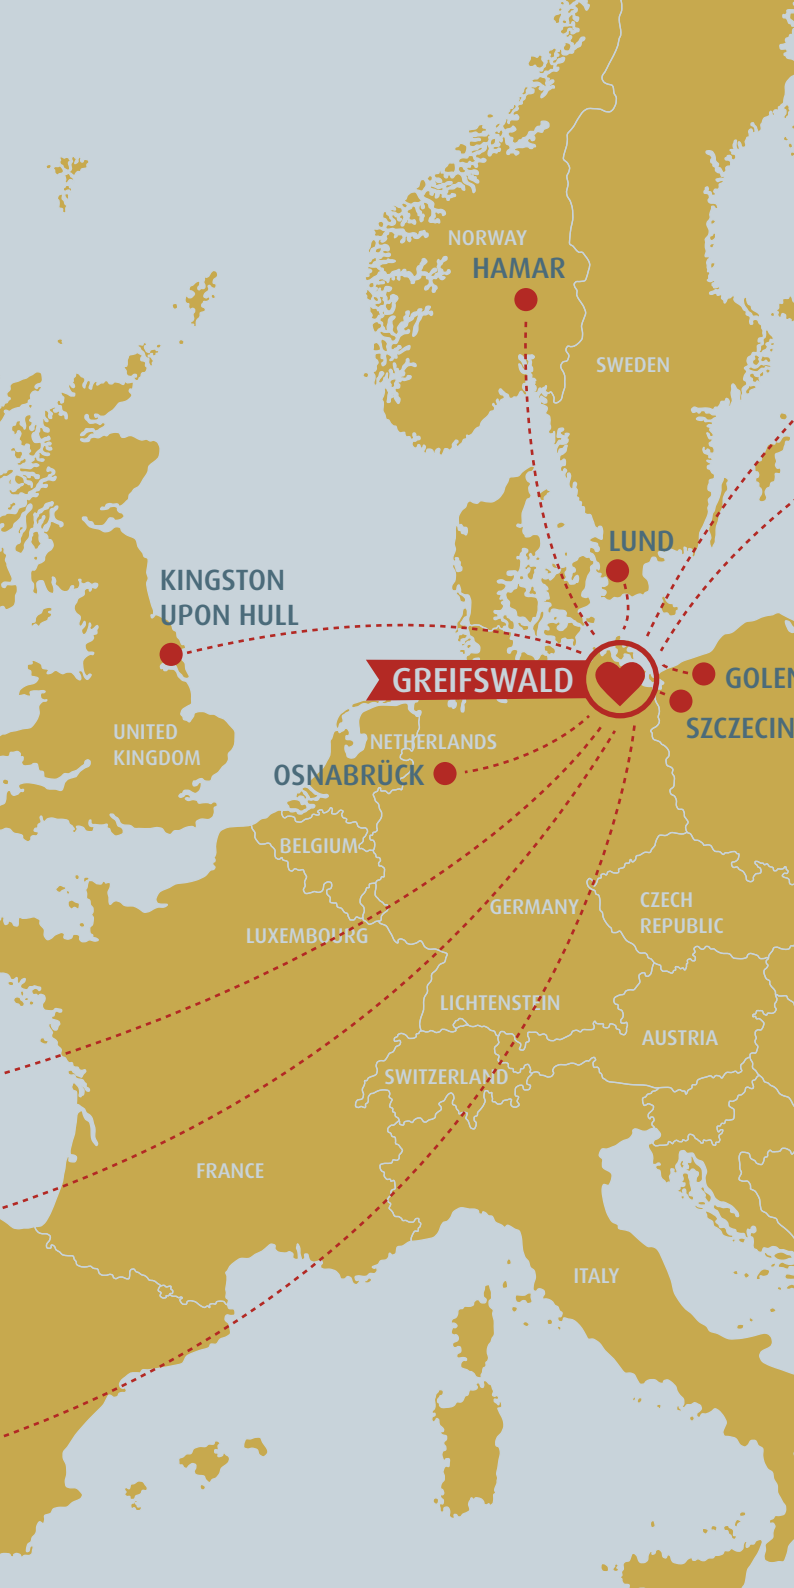 NORWAY
HAMAR
SWEDEN
LUND
KINGSTON
UPON HULL
GREIFSWALD
GOLEN
SZCZECIN
UNITED
KINGDOM
NETHERLANDS
OSNABRÜCK
BELGIUM
GERMANY
CZECH
REPUBLIC
LUXEMBOURG
LICHTENSTEIN
AUSTRIA
SWITZERLAND
FRANCE
ITALY